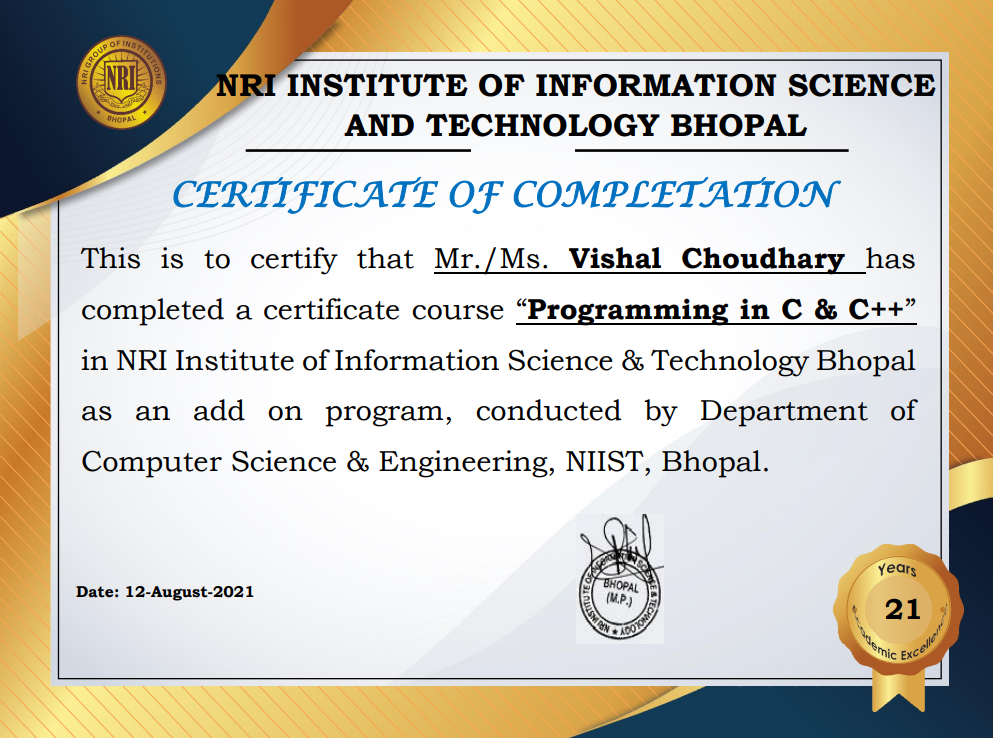 NRI GROUP OF INSTITUTIONS
NRI
BHOPAL
NRI INSTITUTE OF INFORMATION SCIENCE
AND TECHNOLOGY BHOPAL
CERTIFICATE OF COMPLETATION
This is to certify that Mr./Ms. Vishal Choudhary has
completed a certificate course “Programming in C & C++”
in NRI Institute of Information Science & Technology Bhopal
as an add on program, conducted by Department of
Computer Science & Engineering, NIIST, Bhopal.
NRI INSTITUTE OF INFORMATION SCIENCE & TECHNOLOGY
BHOPAL
(M.P.)
Date: 12-August-2021
Years
21
Academic Excellence